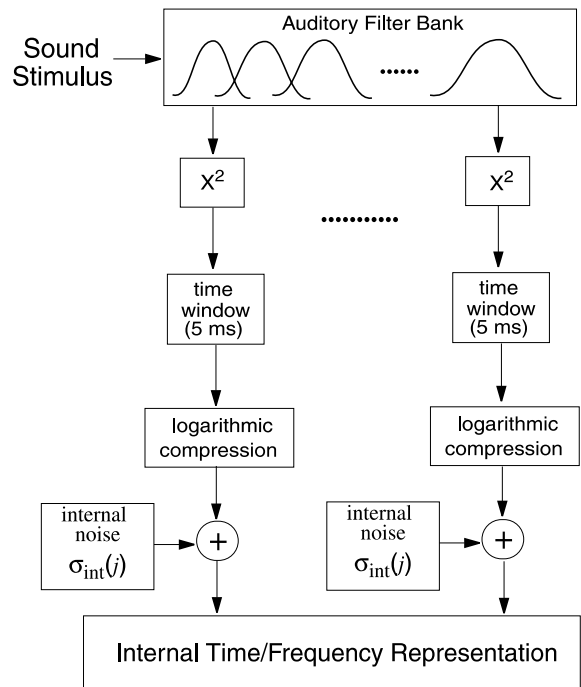 Auditory Filter Bank
Sound
Stimulus
......
X²
X²
...........
time
window
(5 ms)
time
window
(5 ms)
logarithmic
compression
logarithmic
compression
internal
noise
σint(j)
+
internal
noise
σint(j)
+
Internal Time/Frequency Representation